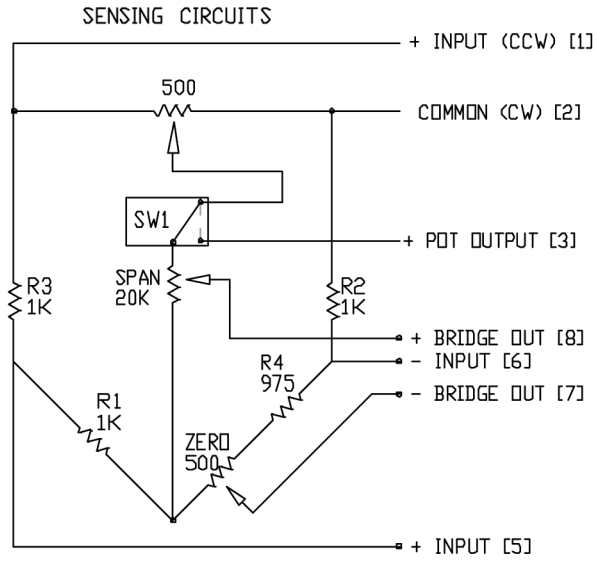 SENSING CIRCUITS
+ INPUT (CCW) [1]
500
COMMON (CW) [2]
SW1
+ POT OUTPUT [3]
SPAN
20K
R3
1K
R2
1K
+ BRIDGE OUT [8]
- INPUT [6]
R4
975
- BRIDGE OUT [7]
R1
1K
ZERO
500
+ INPUT [5]